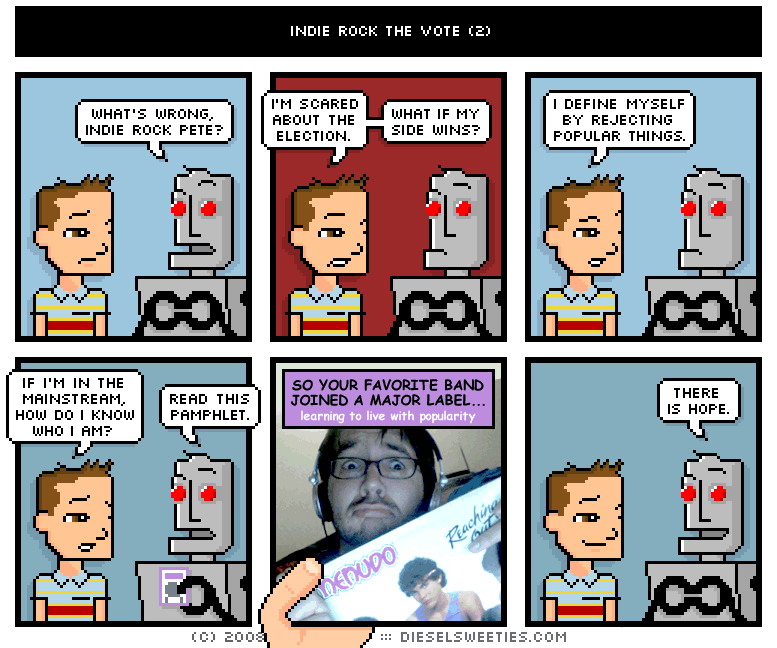 INDIE ROCK THE VOTE (2)
WHAT'S WRONG,
INDIE ROCK PETE?
I'M SCARED
ABOUT THE
ELECTION.
WHAT IF MY
SIDE WINS?
I DEFINE MYSELF
BY REJECTING
POPULAR THINGS.
IF I'M IN THE
MAINSTREAM,
HOW DO I KNOW
WHO I AM?
READ THIS
PAMPHLET.
SO YOUR FAVORITE BAND
JOINED A MAJOR LABEL...
learning to live with popularity
Reaching
out
MENUDO
THERE
IS HOPE.
(C) 2008
::: DIESELSWEETIES.COM